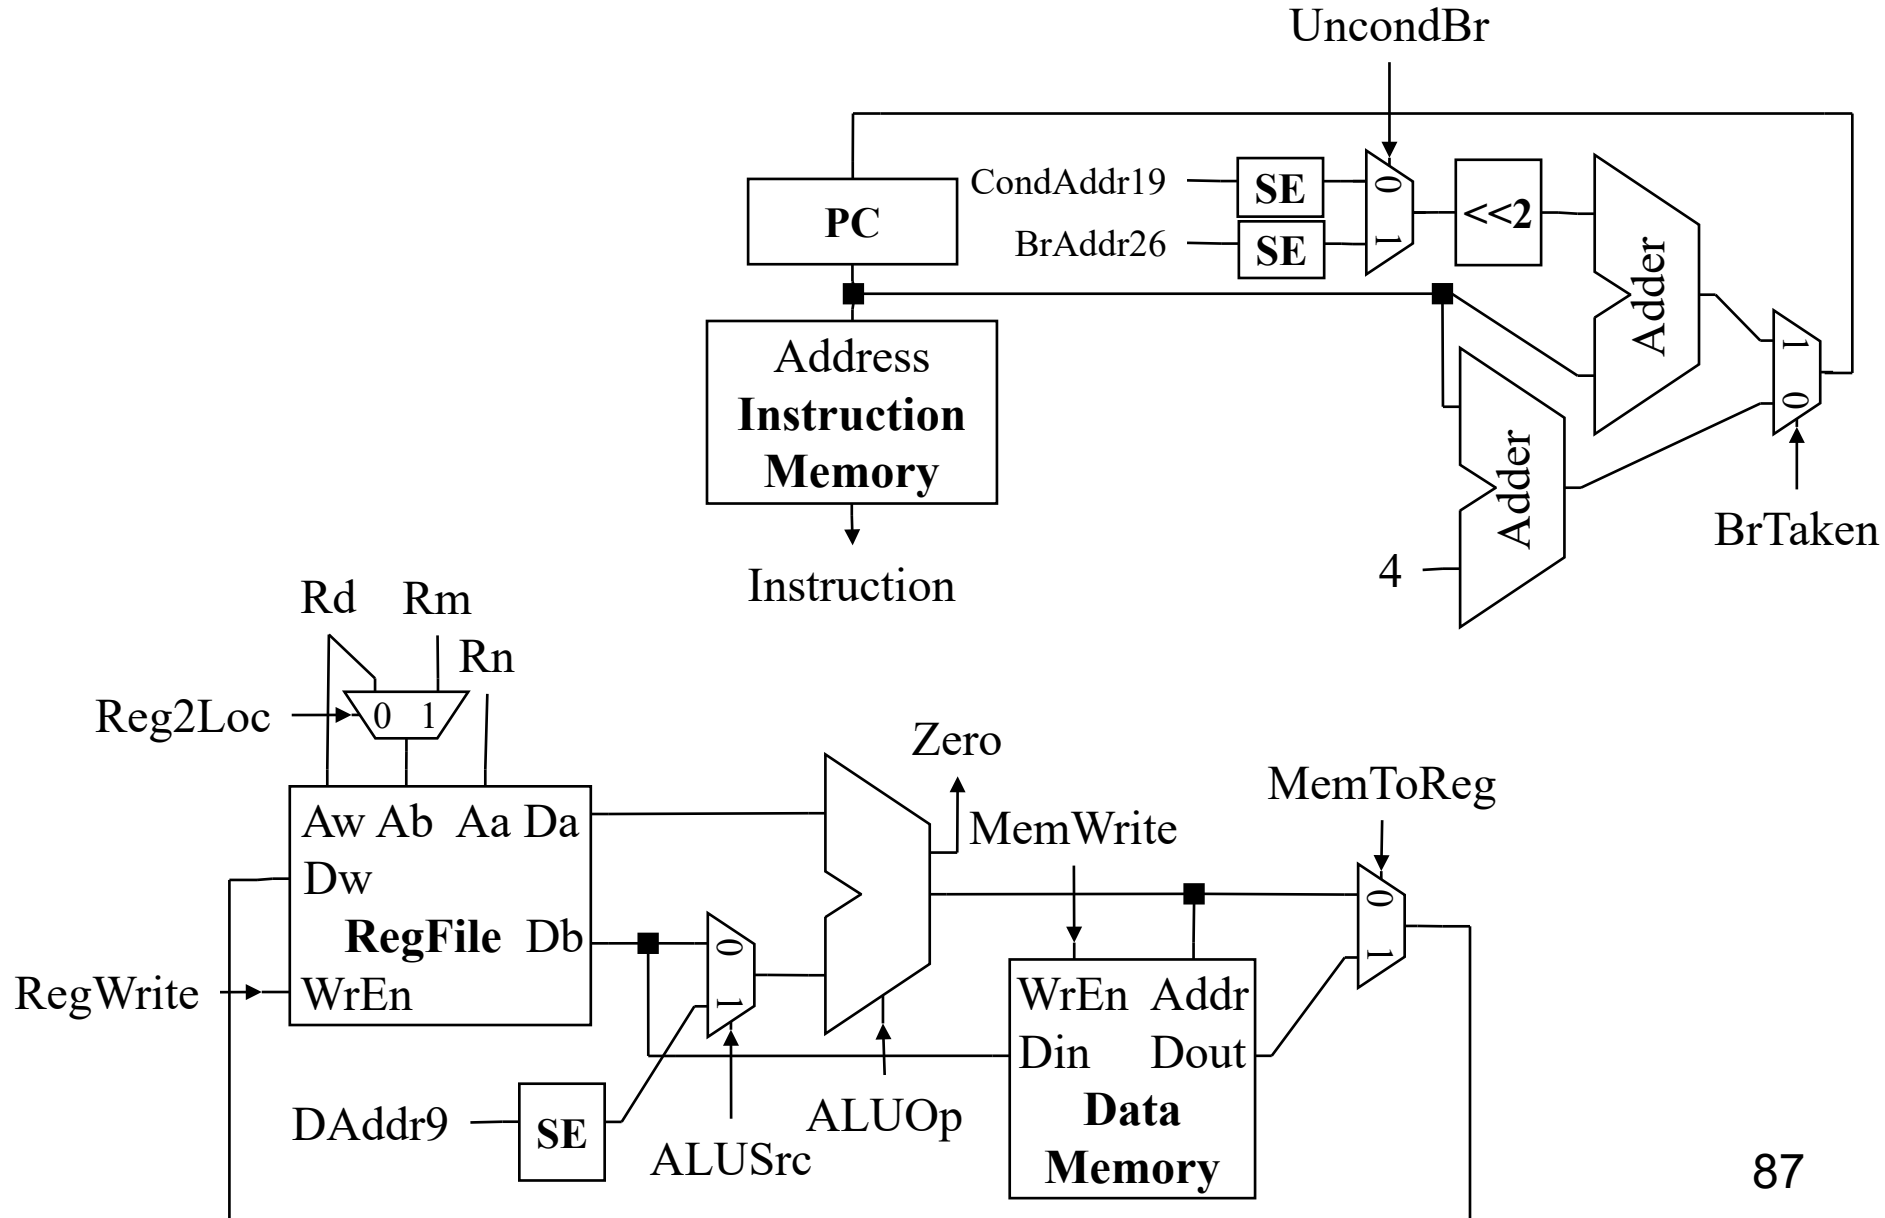 UncondBr
CondAddr19
SE
0
<<2
PC
BrAddr26
SE
1
Adder
Address
Instruction
Memory
1
0
Adder
BrTaken
4
Instruction
Rd
Rm
Rn
Reg2Loc
0 1
Zero
MemToReg
MemWrite
Aw Ab Aa Da
Dw
RegFile Db
RegWrite
WrEn
0
1
0
1
WrEn Addr
Din Dout
Data
Memory
DAddr9
SE
ALUSrc
ALUOp
87